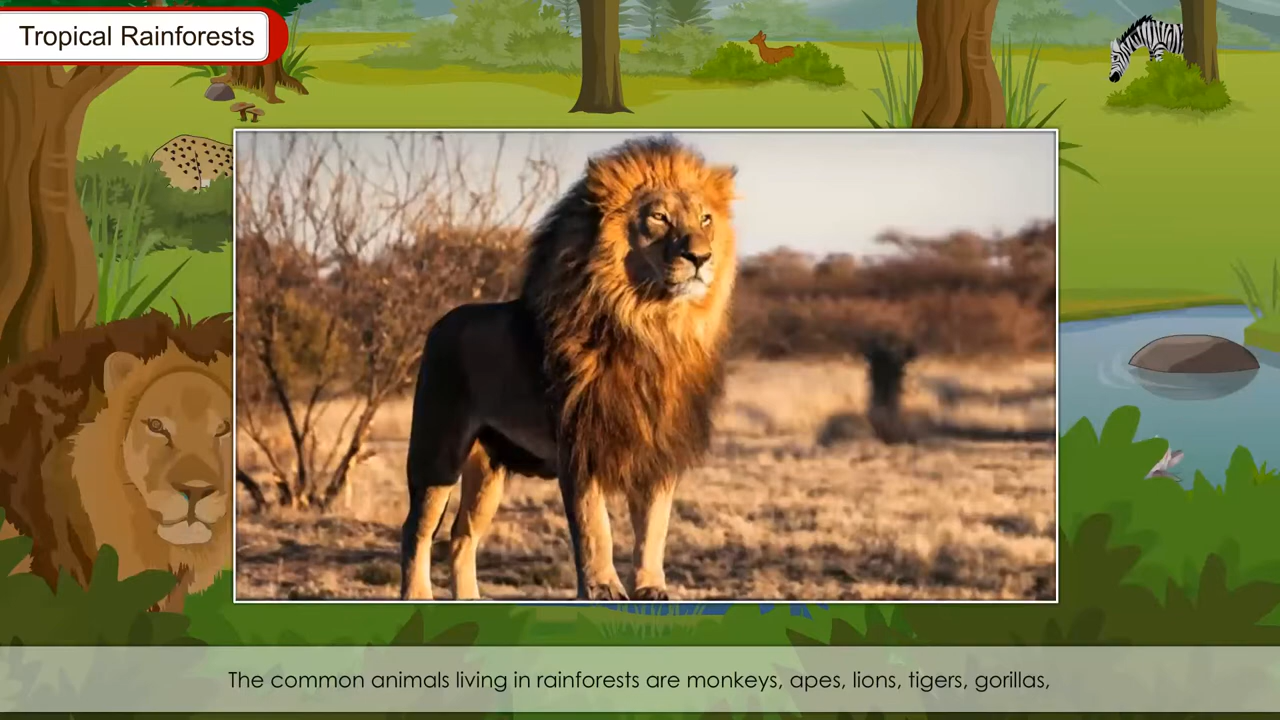 Tropical Rainforests
The common animals living in rainforests are monkeys, apes, lions, tigers, gorillas,